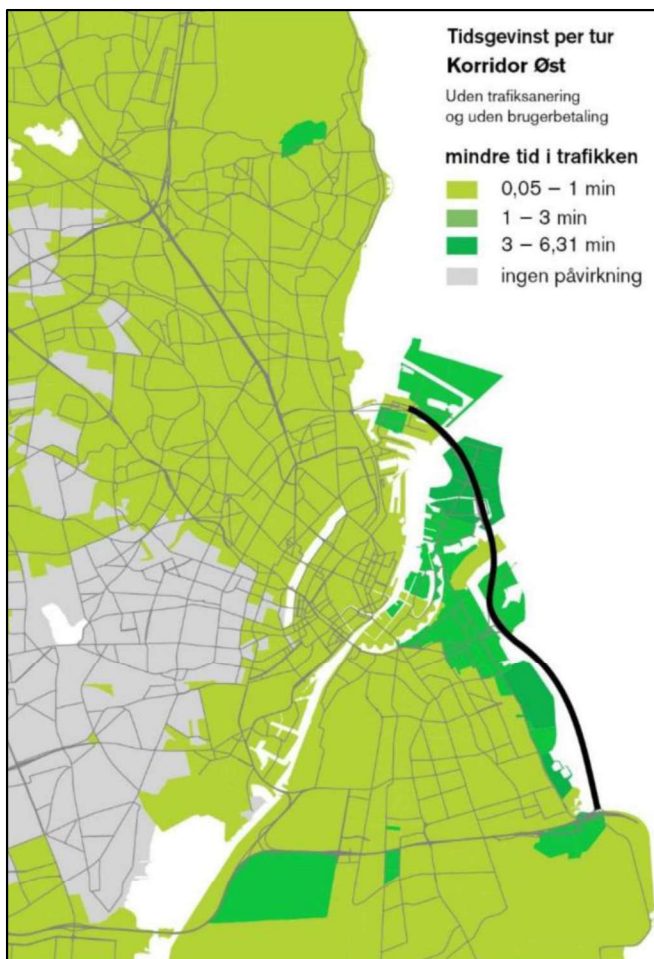 Tidsgevinst per tur
Korridor Øst
Uden trafiksanering
og uden brugerbetaling
mindre tid i trafikken
0,05 – 1 min
1 – 3 min
3 – 6,31 min
ingen påvirkning